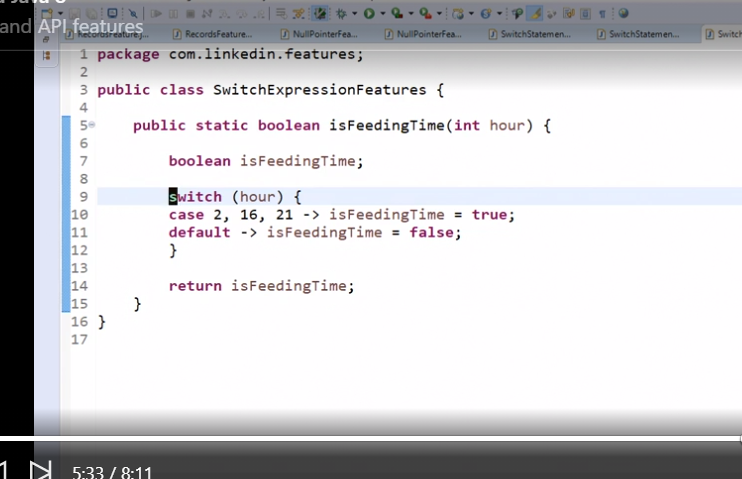 and API features
RecordsFeature...
NullPointerFea...
NullPointerFea...
SwitchStatemen...
SwitchStatemen...
Switch
1 package com.linkedin.features;
2
3 public class SwitchExpressionFeatures {
4
5 public static boolean isFeedingTime(int hour) {
6
7 boolean isFeedingTime;
8
9 switch (hour) {
10 case 2, 16, 21 -> isFeedingTime = true;
11 default -> isFeedingTime = false;
12 }
13
14 return isFeedingTime;
15 }
16 }
17
5:33 / 8:11